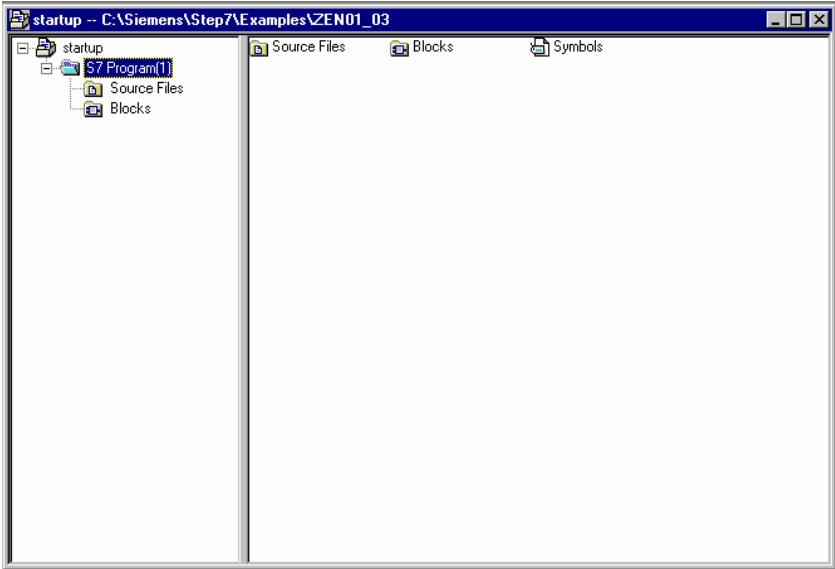 startup -- C:\Siemens\Step7\Examples\ZEN01_03
startup
S7 Program(1)
Source Files
Blocks
Source Files Blocks Symbols